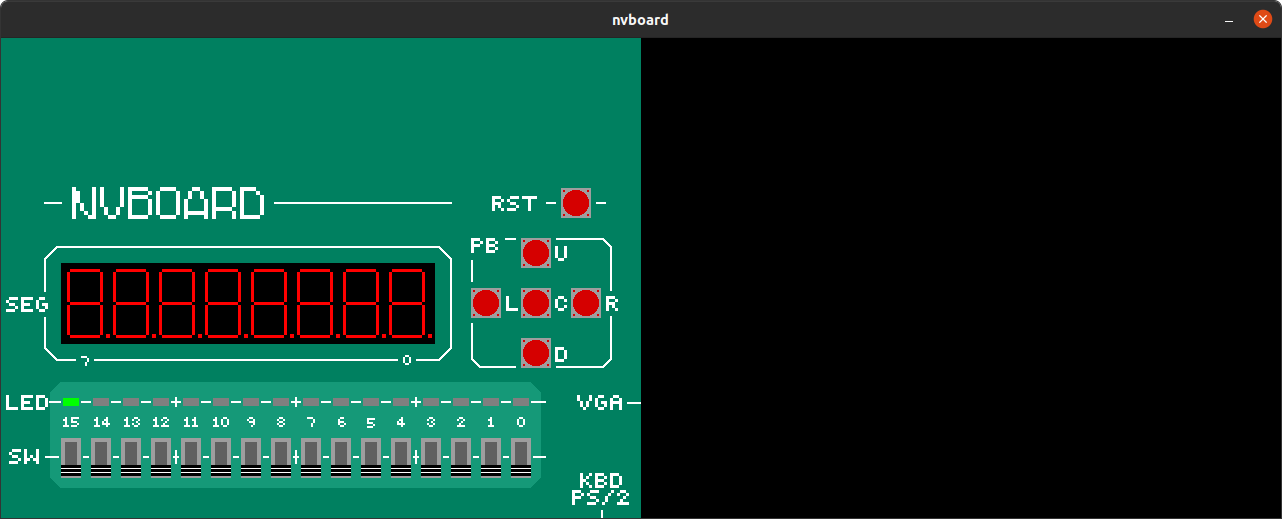 nvboard
NVBOARD
RST
PB U
SEG
L C R
7 0
D
LED
VGA
15 14 13 12 11 10 9 8 7 6 5 4 3 2 1 0
SW
KBD
PS/2